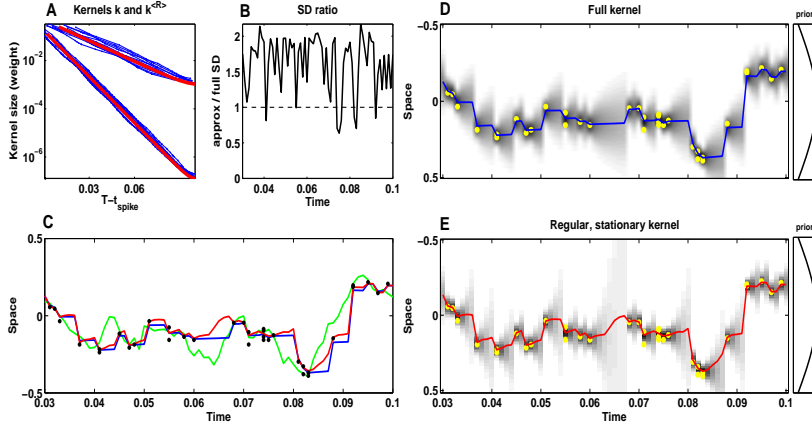 A
Kernels k and k<R>
Kernel size (weight)
10−2
10−4
10−6
0.03
0.06
T−tspike
B
SD ratio
approx / full SD
2
1.5
1
0.5
0
0.04
0.06
0.08
0.1
Time
C
Space
0.5
0
−0.5
0.03
0.04
0.05
0.06
0.07
0.08
0.09
0.1
Time
D
Full kernel
prior
Space
−0.5
0
0.5
0.03
0.04
0.05
0.06
0.07
0.08
0.09
0.1
E
Regular, stationary kernel
prior
Space
−0.5
0
0.5
0.03
0.04
0.05
0.06
0.07
0.08
0.09
0.1
Time